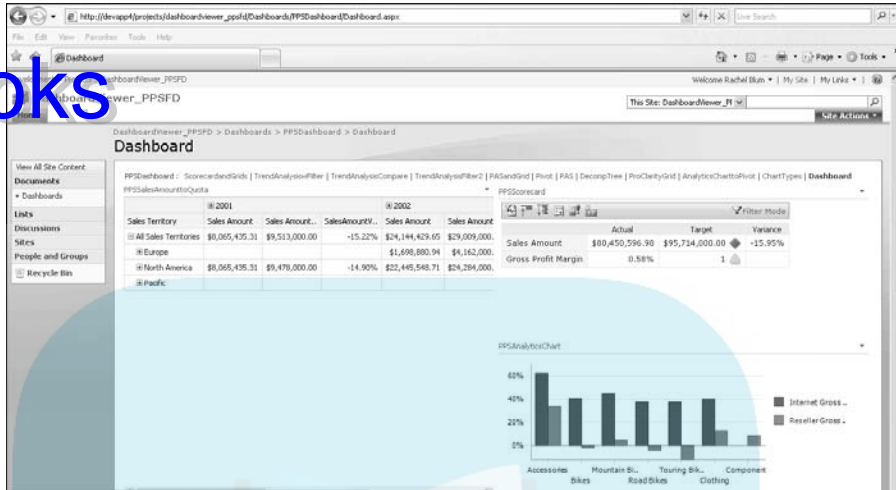 http://devapp4/projects/dashboardviewer_ppsfd/Dashboards/PPSDashboard/Dashboard.aspx
Live Search
File Edit View Favorites Tools Help
Dashboard
Page Tools
oks
Viewer_PPSFD
Welcome Rachel Blum | My Site | My Links
ewer_PPSFD
This Site: DashboardViewer_P
Site Actions
DashboardViewer_PPSFD > Dashboards > PPSDashboard > Dashboard
Dashboard
View All Site Content
Documents
Dashboards
Lists
Discussions
Sites
People and Groups
Recycle Bin
PPSDashboard : ScorecardandGrids | TrendAnalysiswFilter | TrendAnalysisCompare | TrendAnalysisFilter2 | PASandGrid | Pivot | PAS | DecompTree | ProClarityGrid | AnalyticCharttoPivot | ChartTypes | Dashboard
PPSSalesAmounttoQuota
2001 2002
Sales Territory Sales Amount Sales Amount... SalesAmountV... Sales Amount Sales Amount
All Sales Territories $8,065,435.31 $9,513,000.00 -15.22% $24,144,429.65 $29,009,000.
Europe $1,698,880.94 $4,162,000.
North America $8,065,435.31 $9,478,000.00 -14.90% $22,445,548.71 $24,284,000.
Pacific
PPSScorecard
Filter Mode
Actual Target Variance
Sales Amount $80,450,596.98 $95,714,000.00 -15.95%
Gross Profit Margin 0.58% 1
PPSAnalyticsChart
60%
40%
20%
0%
Accessories Mountain Bi... Touring Bik... Component
Bikes Road Bikes Clothing
Internet Gross...
Reseller Gross...